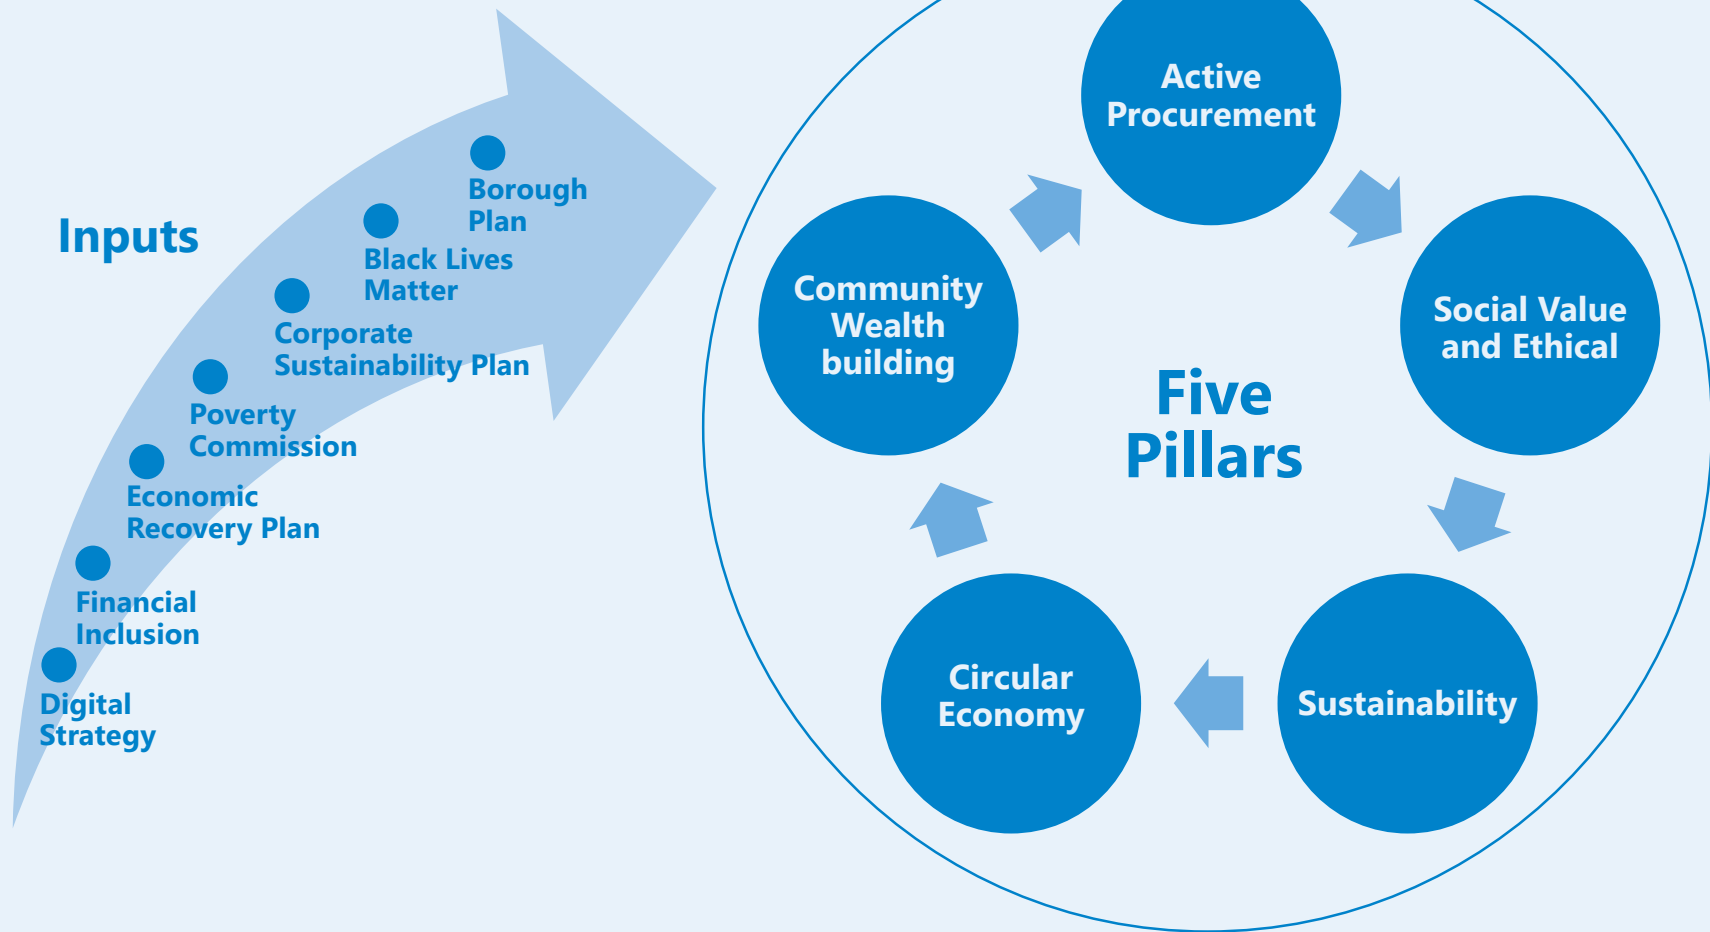 Inputs
Borough
Plan
Black Lives
Matter
Corporate
Sustainability Plan
Poverty
Commission
Economic
Recovery Plan
Financial
Inclusion
Digital
Strategy
Five
Pillars
Active
Procurement
Social Value
and Ethical
Sustainability
Circular
Economy
Community
Wealth
building